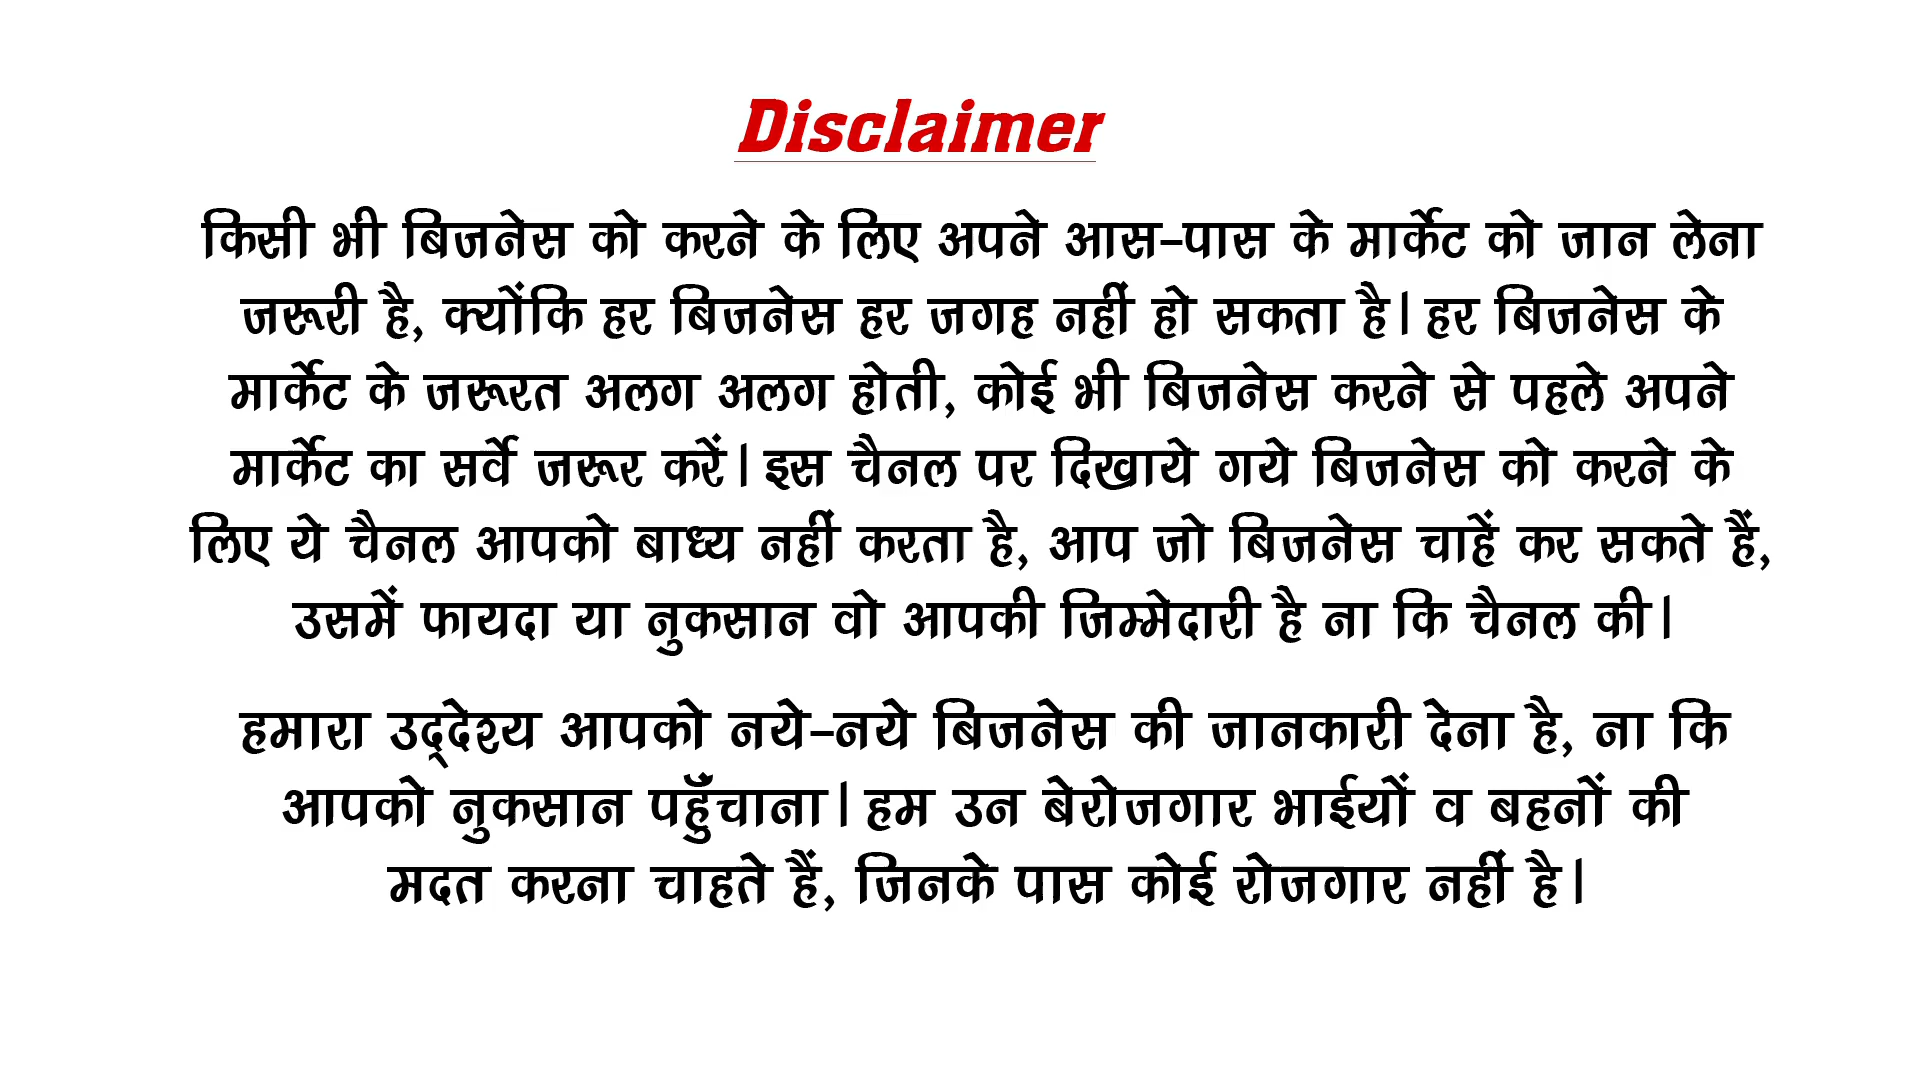 Disclaimer
किसी भी बिजनेस को करने के लिए अपने आस-पास के मार्केट को जान लेना
जरूरी है, क्योंकि हर बिजनेस हर जगह नहीं हो सकता है। हर बिजनेस के
मार्केट के जरूरत अलग अलग होती, कोई भी बिजनेस करने से पहले अपने
मार्केट का सर्वे जरूर करें। इस चैनल पर दिखाये गये बिजनेस को करने के
लिए ये चैनल आपको बाध्य नहीं करता है, आप जो बिजनेस चाहें कर सकते हैं,
उसमें फायदा या नुकसान वो आपकी जिम्मेदारी है ना कि चैनल की।
हमारा उद्‌देश्य आपको नये-नये बिजनेस की जानकारी देना है, ना कि
आपको नुकसान पहुँचाना। हम उन बेरोजगार भाईयों व बहनों की
मदत करना चाहते हैं, जिनके पास कोई रोजगार नहीं है।